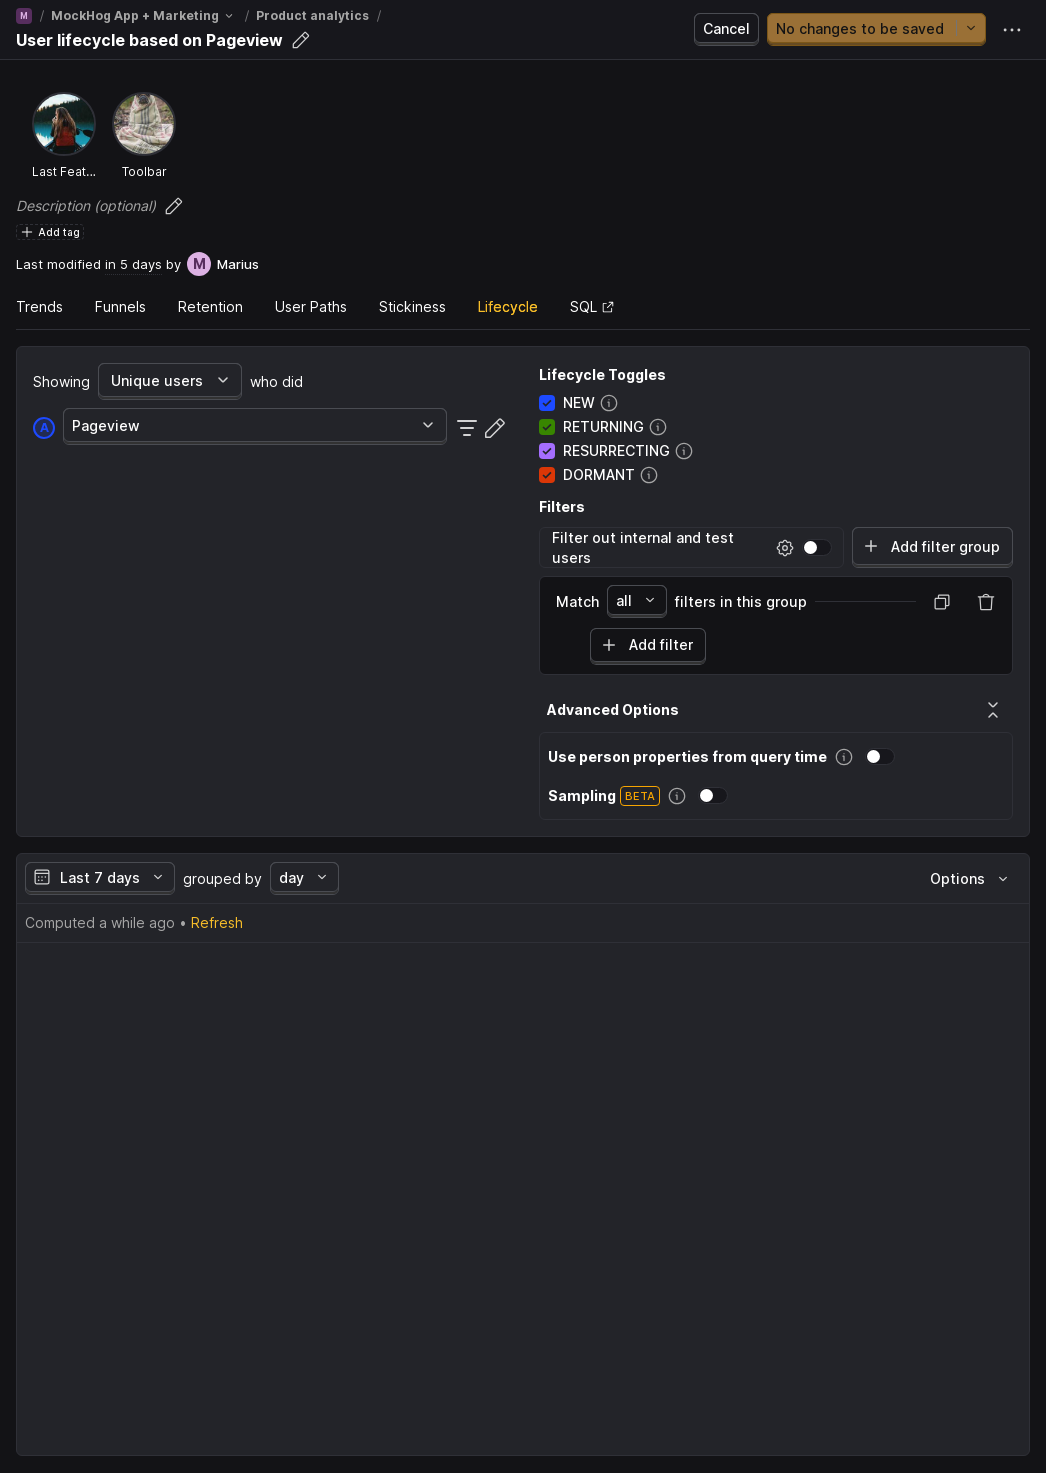 M / MockHog App + Marketing / Product analytics /
User lifecycle based on Pageview
Cancel
No changes to be saved
Last Feat...
Toolbar
Description (optional)
Add tag
Last modified in 5 days by M Marius
Trends Funnels Retention User Paths Stickiness Lifecycle SQL
Showing Unique users who did
A Pageview
Lifecycle Toggles
NEW
RETURNING
RESURRECTING
DORMANT
Filters
Filter out internal and test
users
Add filter group
Match all filters in this group
Add filter
Advanced Options
Use person properties from query time
Sampling BETA
Last 7 days grouped by day
Options
Computed a while ago • Refresh